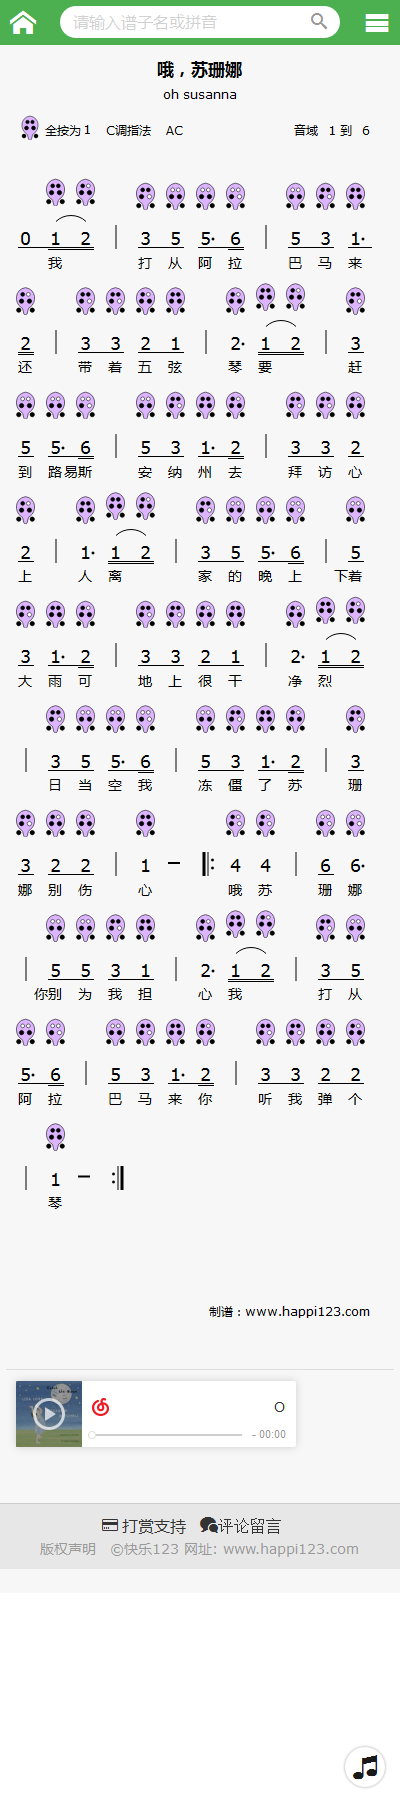 请输入谱子名或拼音
哦，苏珊娜
oh susanna
全按为 1 C调指法 AC 音域 1 到 6
0 1 2 | 3 5 5· 6 | 5 3 1·
我 打 从 阿 拉 巴 马 来
2 | 3 3 2 1 | 2· 1 2 | 3
还 带 着 五 弦 琴 要 赶
5 5· 6 | 5 3 1· 2 | 3 3 2
到 路易斯 安 纳 州 去 拜 访 心
2 | 1· 1 2 | 3 5 5· 6 | 5
上 人 离 家 的 晚 上 下着
3 1· 2 | 3 3 2 1 | 2· 1 2
大 雨 可 地 上 很 干 净 烈
| 3 5 5· 6 | 5 3 1· 2 | 3
日 当 空 我 冻 僵 了 苏 珊
3 2 2 | 1 – ‖: 4 4 | 6 6·
娜 别 伤 心 哦 苏 珊 娜
| 5 5 3 1 | 2· 1 2 | 3 5
你别 为 我 担 心 我 打 从
5· 6 | 5 3 1· 2 | 3 3 2 2
阿 拉 巴 马 来 你 听 我 弹 个
| 1 – :‖
琴
制谱：www.happi123.com
O
- 00:00
打赏支持 评论留言
版权声明 ©快乐123 网址: www.happi123.com